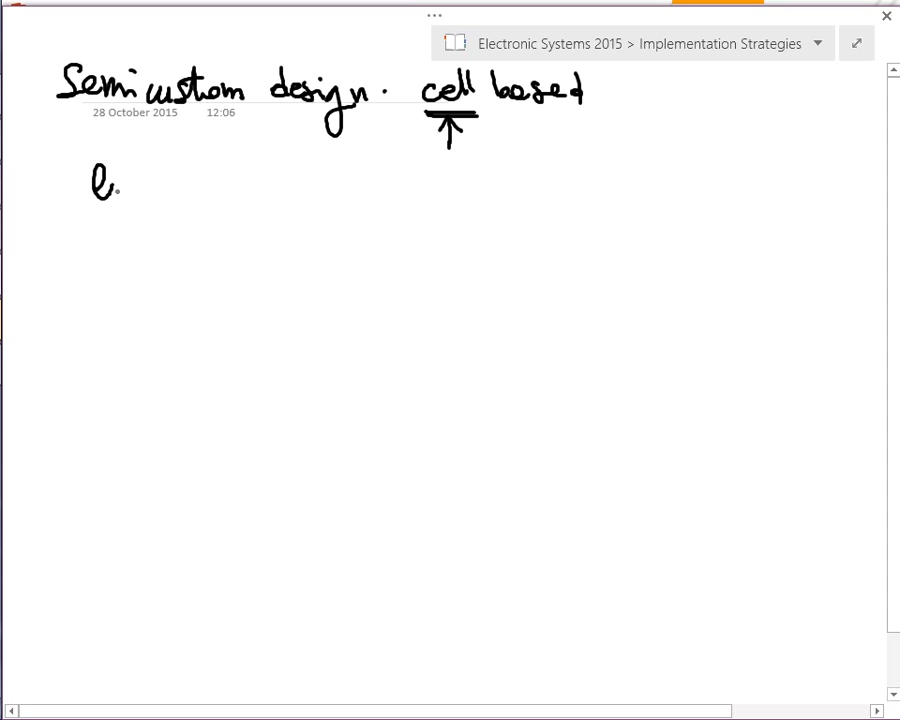 Electronic Systems 2015 > Implementation Strategies
Semicustom design. cell based
28 October 2015 12:06